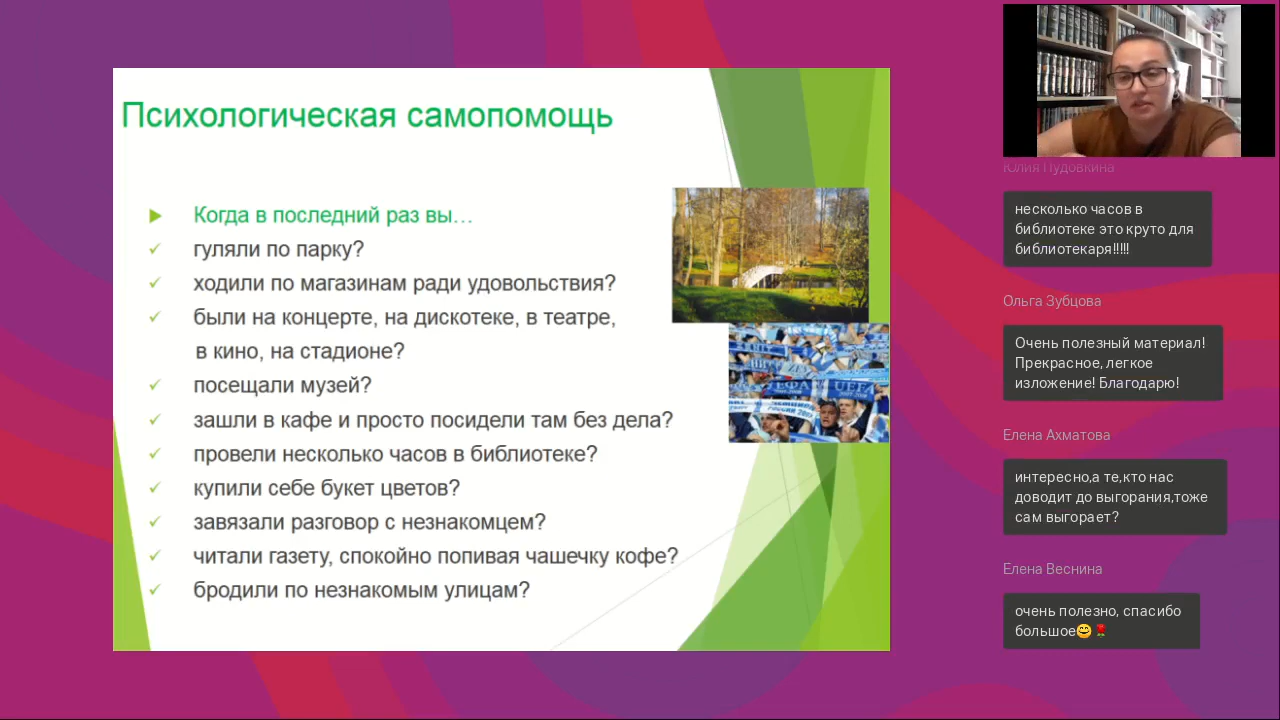 Психологическая самопомощь
Когда в последний раз вы…
гуляли по парку?
ходили по магазинам ради удовольствия?
были на концерте, на дискотеке, в театре,
в кино, на стадионе?
посещали музей?
зашли в кафе и просто посидели там без дела?
провели несколько часов в библиотеке?
купили себе букет цветов?
завязали разговор с незнакомцем?
читали газету, спокойно попивая чашечку кофе?
бродили по незнакомым улицам?
УЕФА
UEFA
Юлия Пудовкина
несколько часов в
библиотеке это круто для
библиотекаря!!!!!
Ольга Зубцова
Очень полезный материал!
Прекрасное, легкое
изложение! Благодарю!
Елена Ахматова
интересно,а те,кто нас
доводит до выгорания,тоже
сам выгорает?
Елена Веснина
очень полезно, спасибо
большое😊🌹